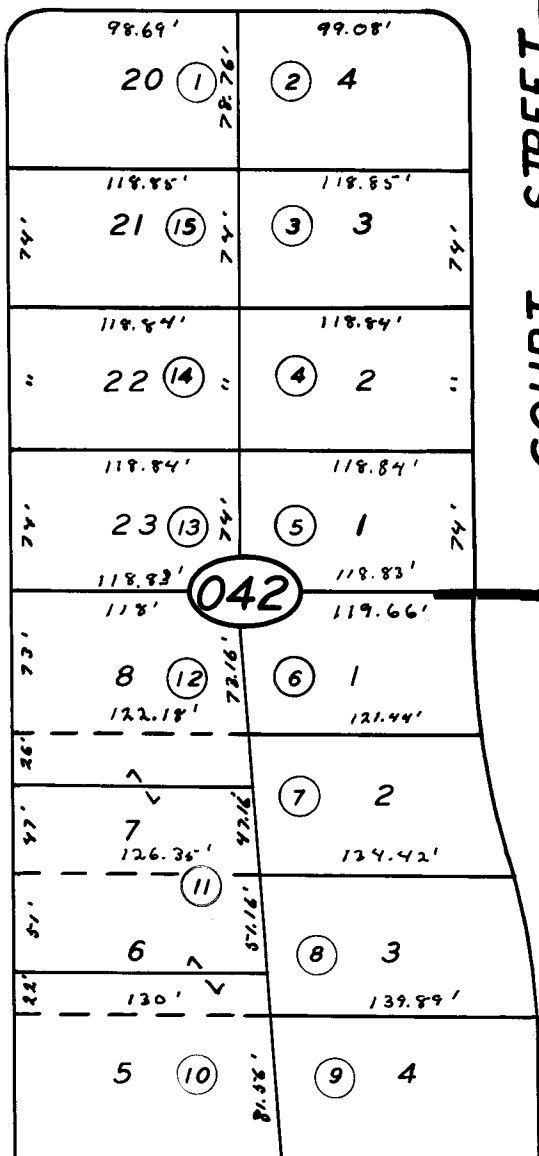 98.69' 99.08'
20 1 78.76' 2 4
STREET
118.85' 118.85'
74' 21 15 74' 3 3 74'
118.84' 118.84'
" 22 14 " 4 2 "
118.84' 118.84'
74' 23 13 74' 5 1 74'
118.83' 042 118.83'
118' 119.66'
73' 8 12 73.16' 6 1
122.18' 121.44'
26'
7 2
47' 7 47.16'
126.35' 134.42'
11
51' 6 51.16' 8 3
22' 130' 139.89'
5 10 9 4